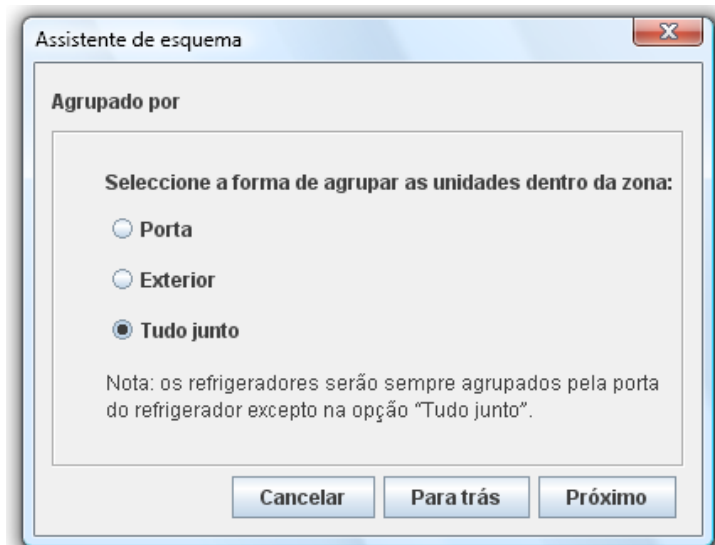 Assistente de esquema
Agrupado por
Seleccione a forma de agrupar as unidades dentro da zona:
Porta
Exterior
Tudo junto
Nota: os refrigeradores serão sempre agrupados pela porta
do refrigerador excepto na opção “Tudo junto”.
Cancelar Para trás Próximo